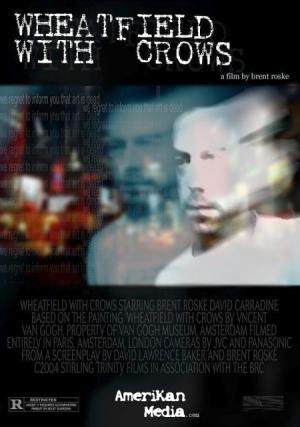 WHEATFIELD
WITH CROWS
a film by brent roske
we regret to inform you that art is dead.
WHEATFIELD WITH CROWS STARRING BRENT ROSKE DAVID CARRADINE
BASED ON THE PAINTING 'WHEATFIELD WITH CROWS BY VINCENT
VAN GOGH, PROPERTY OF VAN GOGH MUSEUM, AMSTERDAM FILMED
ENTIRELY IN PARIS, AMSTERDAM, LONDON CAMERAS BY JVC AND PANASONIC
FROM A SCREENPLAY BY DAVID LAWRENCE BAKER AND BRENT ROSKE
©2004 STIRLING TRINITY FILMS IN ASSOCIATION WITH THE BRC
R RESTRICTED
AmeriKan
Media.com